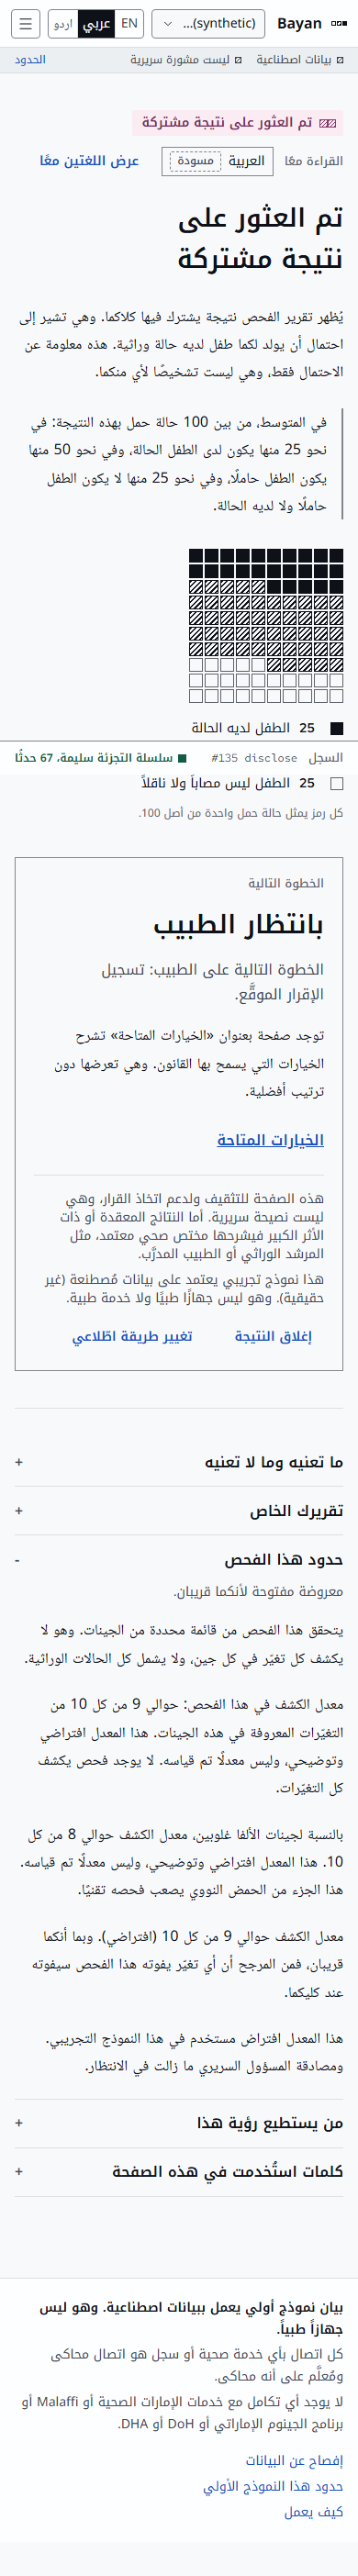 Bayan
(synthetic)...
EN
عربي
اردو
بيانات اصطناعية
ليست مشورة سريرية
الحدود
تم العثور على نتيجة مشتركة
القراءة معًا
العربية
مسودة
عرض اللغتين معًا
تم العثور على
نتيجة مشتركة
يُظهر تقرير الفحص نتيجة يشترك فيها كلاكما. وهي تشير إلى
احتمال أن يولد لكما طفل لديه حالة وراثية. هذه معلومة عن
الاحتمال فقط، وهي ليست تشخيصًا لأي منكما.
في المتوسط، من بين 100 حالة حمل بهذه النتيجة: في
نحو 25 منها يكون لدى الطفل الحالة، وفي نحو 50 منها
يكون الطفل حاملًا، وفي نحو 25 منها لا يكون الطفل
حاملًا ولا لديه الحالة.
25 الطفل لديه الحالة
السجل
#135 disclose
سلسلة التجزئة سليمة، 67 حدثًا
25 الطفل ليس مصاباً ولا ناقلاً
كل رمز يمثل حالة حمل واحدة من أصل 100.
الخطوة التالية
بانتظار الطبيب
الخطوة التالية على الطبيب: تسجيل
الإقرار الموقَّع.
توجد صفحة بعنوان «الخيارات المتاحة» تشرح
الخيارات التي يسمح بها القانون. وهي تعرضها دون
ترتيب أفضلية.
الخيارات المتاحة
هذه الصفحة للتثقيف ولدعم اتخاذ القرار، وهي
ليست نصيحة سريرية. أما النتائج المعقدة أو ذات
الأثر الكبير فيشرحها مختص صحي معتمد، مثل
المرشد الوراثي أو الطبيب المدرَّب.
هذا نموذج تجريبي يعتمد على بيانات مُصطنعة (غير
حقيقية). وهو ليس جهازًا طبيًا ولا خدمة طبية.
إغلاق النتيجة
تغيير طريقة اطّلاعي
ما تعنيه وما لا تعنيه
+
تقريرك الخاص
+
حدود هذا الفحص
-
معروضة مفتوحة لأنكما قريبان.
يتحقق هذا الفحص من قائمة محددة من الجينات. وهو لا
يكشف كل تغيّر في كل جين، ولا يشمل كل الحالات الوراثية.
معدل الكشف في هذا الفحص: حوالي 9 من كل 10 من
التغيّرات المعروفة في هذه الجينات. هذا المعدل افتراضي
وتوضيحي، وليس معدلًا تم قياسه. لا يوجد فحص يكشف
كل التغيّرات.
بالنسبة لجينات الألفا غلوبين، معدل الكشف حوالي 8 من كل
10. هذا المعدل افتراضي وتوضيحي، وليس معدلًا تم قياسه.
هذا الجزء من الحمض النووي يصعب فحصه تقنيًا.
معدل الكشف حوالي 9 من كل 10 (افتراضي). وبما أنكما
قريبان، فمن المرجح أن أي تغيّر يفوته هذا الفحص سيفوته
عند كليكما.
هذا المعدل افتراض مستخدم في هذا النموذج التجريبي.
ومصادقة المسؤول السريري ما زالت في الانتظار.
من يستطيع رؤية هذا
+
كلمات استُخدمت في هذه الصفحة
+
بيان نموذج أولي يعمل ببيانات اصطناعية. وهو ليس
جهازاً طبياً.
كل اتصال بأي خدمة صحية أو سجل هو اتصال محاكى
ومُعلَّم على أنه محاكى.
لا يوجد أي تكامل مع خدمات الإمارات الصحية أو Malaffi أو
برنامج الجينوم الإماراتي أو DoH أو DHA.
إفصاح عن البيانات
حدود هذا النموذج الأولي
كيف يعمل